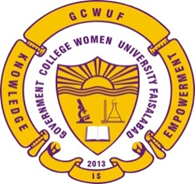 GCWUF
KNOWLEDGE
IS
EMPOWERMENT
GOVERNMENT COLLEGE WOMEN UNIVERSITY FAISALABAD
2013